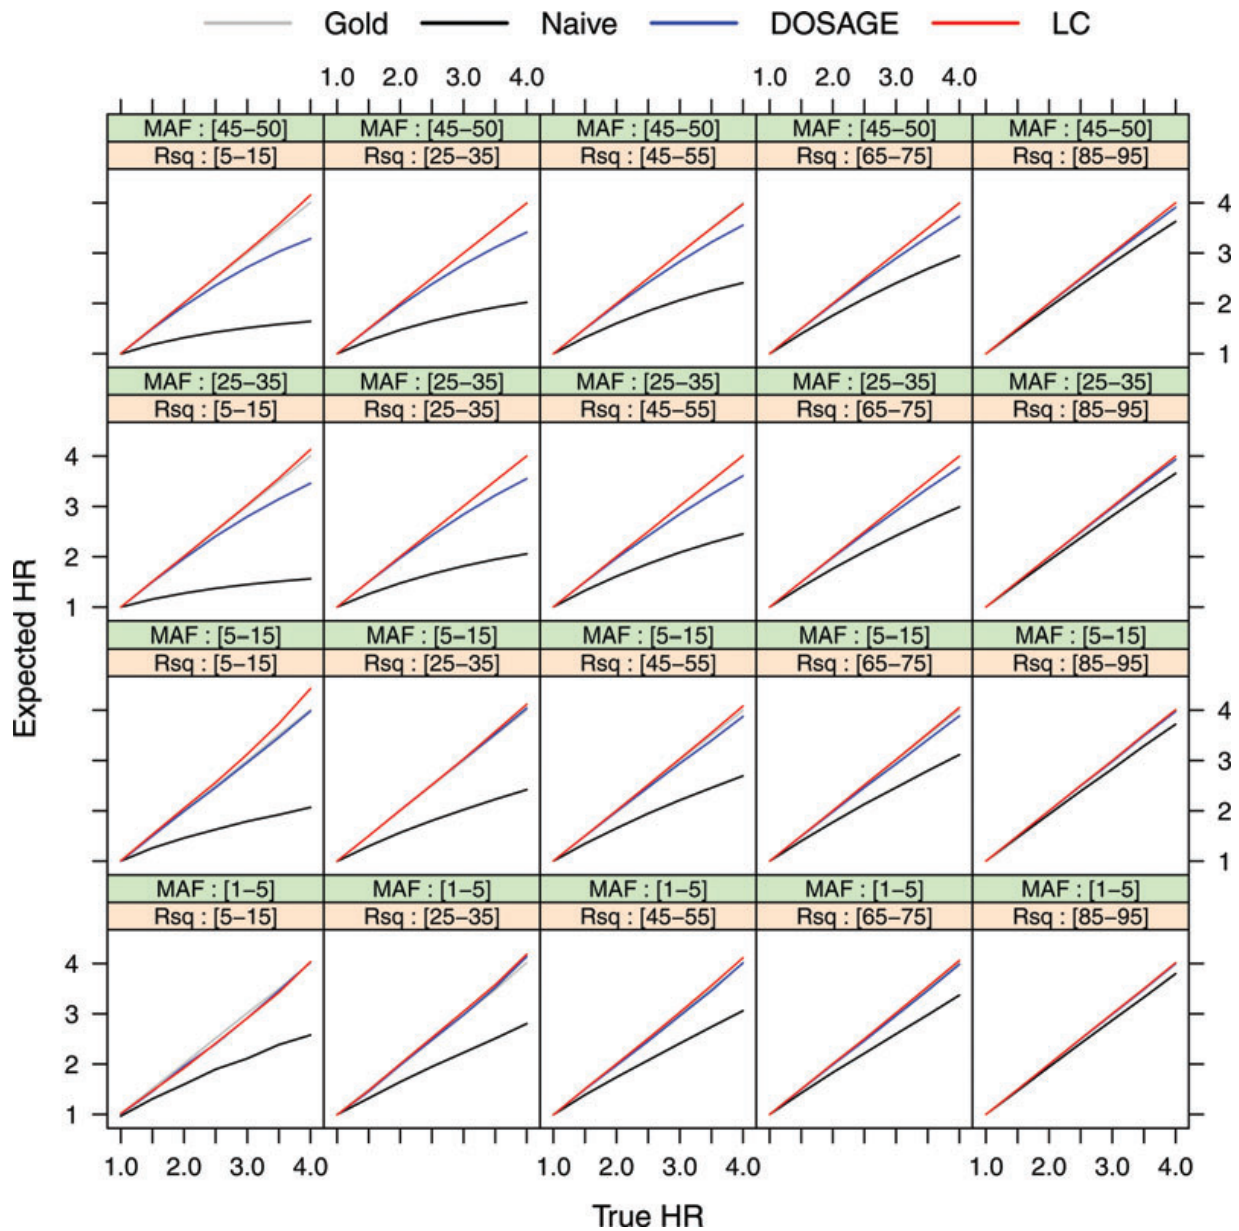 Gold Naive DOSAGE LC
1.0 2.0 3.0 4.0 1.0 2.0 3.0 4.0
MAF : [45−50] MAF : [45−50] MAF : [45−50] MAF : [45−50] MAF : [45−50]
Rsq : [5−15] Rsq : [25−35] Rsq : [45−55] Rsq : [65−75] Rsq : [85−95]
4
3
2
1
MAF : [25−35] MAF : [25−35] MAF : [25−35] MAF : [25−35] MAF : [25−35]
Rsq : [5−15] Rsq : [25−35] Rsq : [45−55] Rsq : [65−75] Rsq : [85−95]
4
3
2
1
Expected HR
MAF : [5−15] MAF : [5−15] MAF : [5−15] MAF : [5−15] MAF : [5−15]
Rsq : [5−15] Rsq : [25−35] Rsq : [45−55] Rsq : [65−75] Rsq : [85−95]
4
3
2
1
MAF : [1−5] MAF : [1−5] MAF : [1−5] MAF : [1−5] MAF : [1−5]
Rsq : [5−15] Rsq : [25−35] Rsq : [45−55] Rsq : [65−75] Rsq : [85−95]
4
3
2
1
1.0 2.0 3.0 4.0 1.0 2.0 3.0 4.0 1.0 2.0 3.0 4.0
True HR